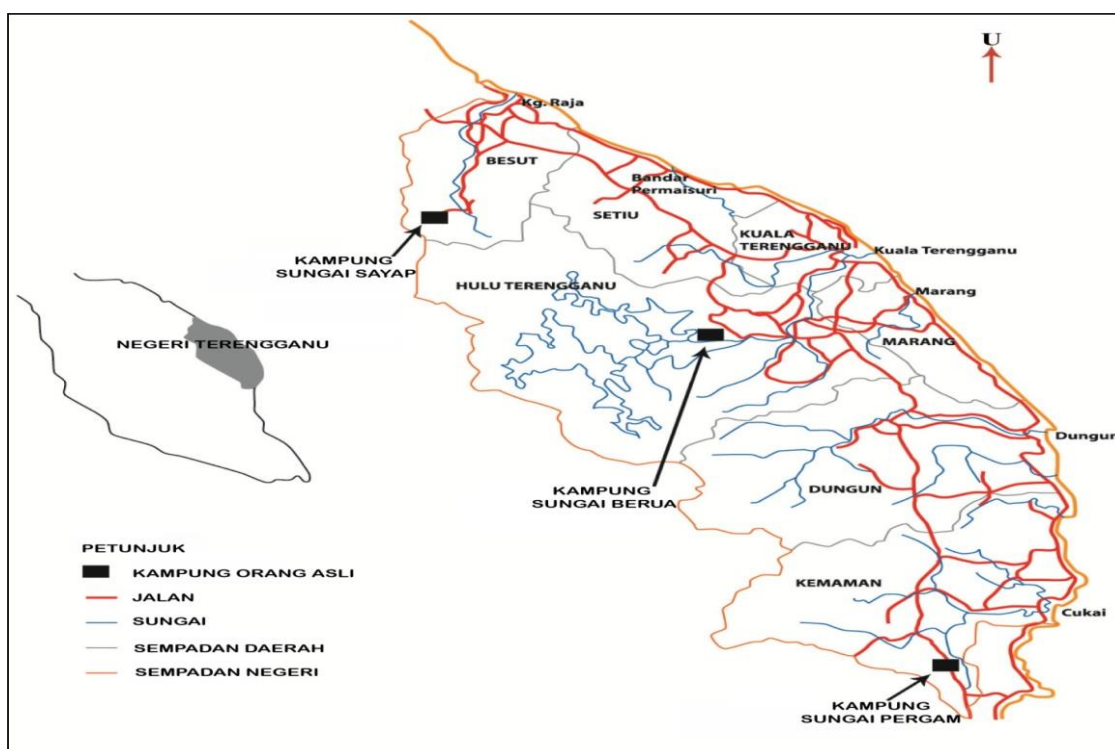 U
Kg. Raja
BESUT
Bandar
Permaisuri
SETIU
KUALA
TERENGGANU
Kuala Terengganu
KAMPUNG
SUNGAI SAYAP
HULU TERENGGANU
Marang
MARANG
NEGERI TERENGGANU
Dungun
KAMPUNG
SUNGAI BERUA
DUNGUN
PETUNJUK
KAMPUNG ORANG ASLI
JALAN
SUNGAI
SEMPADAN DAERAH
SEMPADAN NEGERI
KEMAMAN
Cukai
KAMPUNG
SUNGAI PERGAM